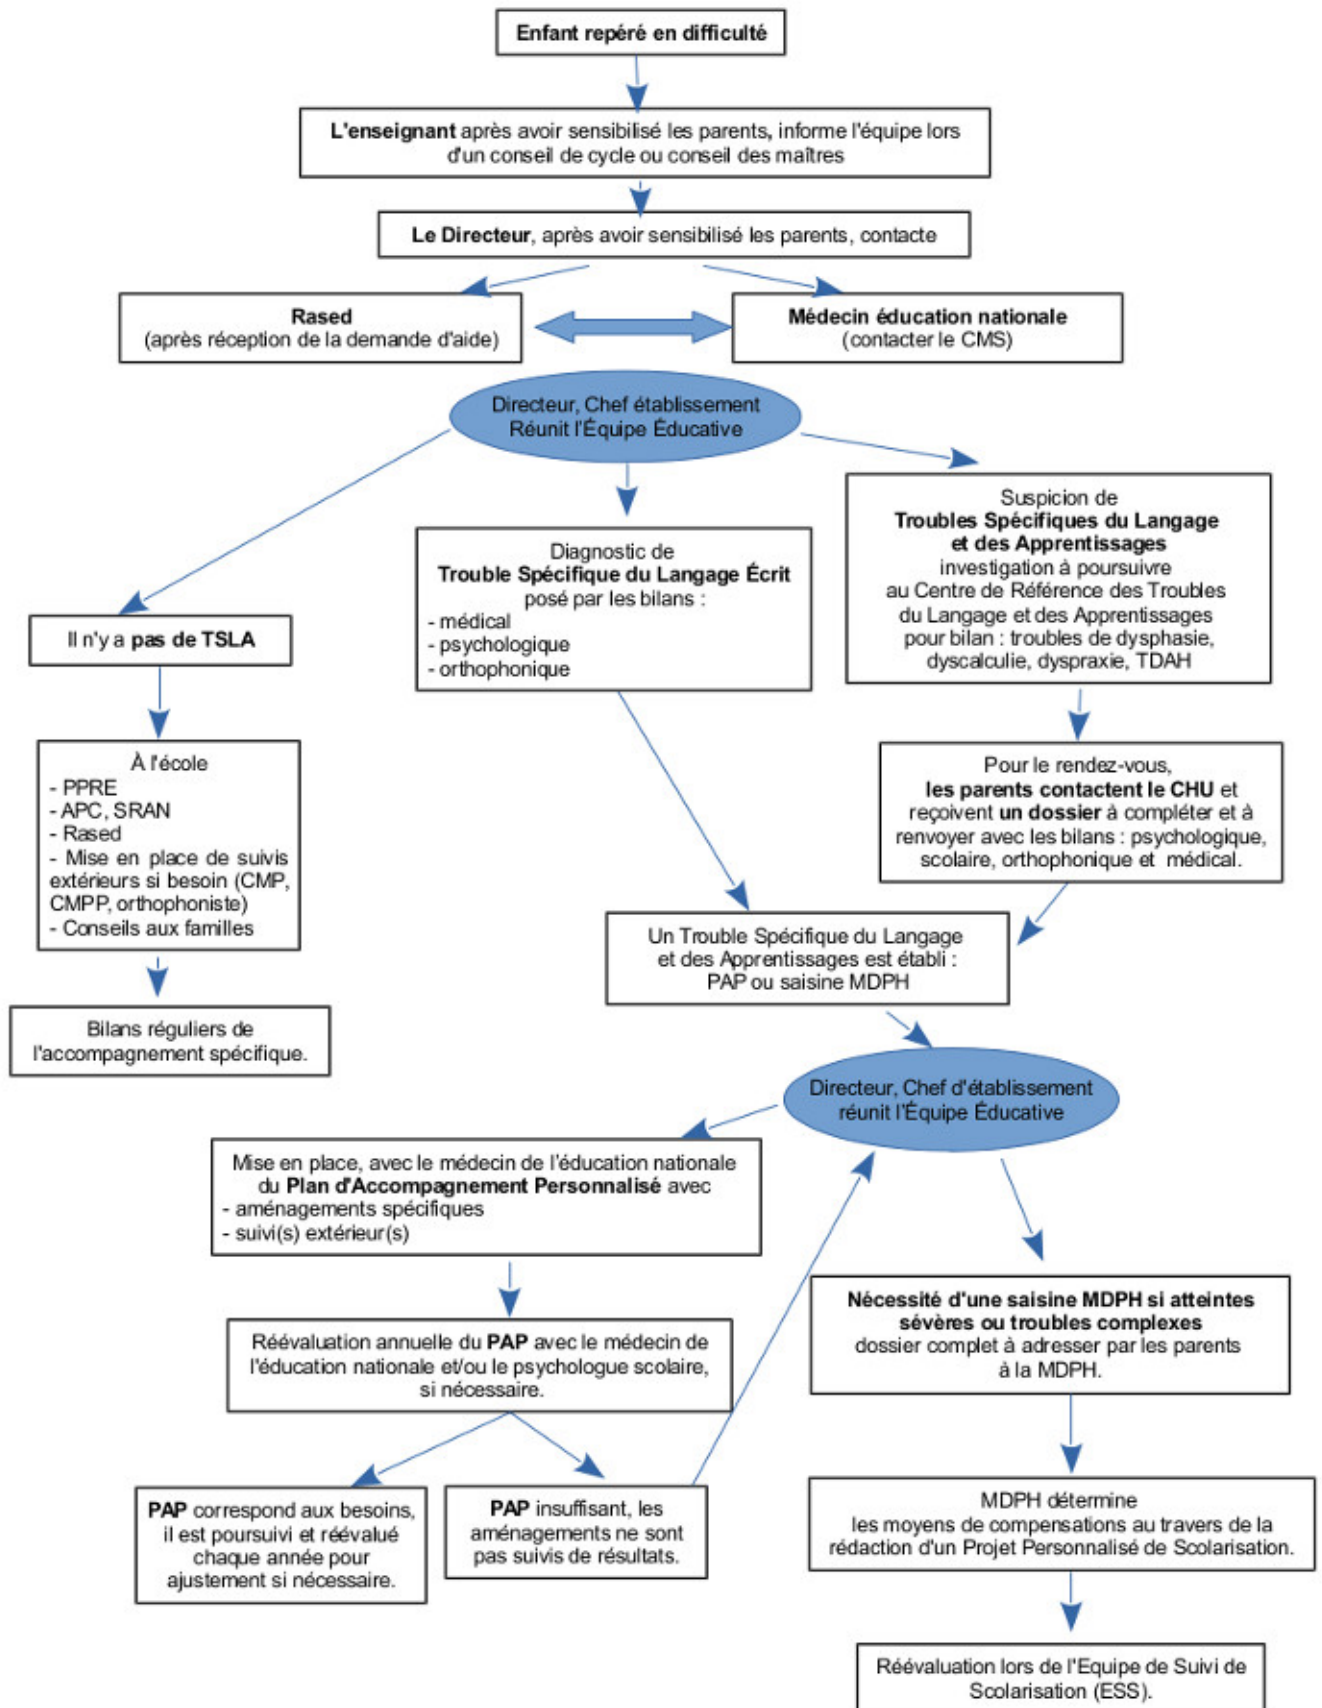 Enfant repéré en difficulté
L'enseignant après avoir sensibilisé les parents, informe l'équipe lors
d'un conseil de cycle ou conseil des maîtres
Le Directeur, après avoir sensibilisé les parents, contacte
Rased
(après réception de la demande d'aide)
Médecin éducation nationale
(contacter le CMS)
Directeur, Chef établissement
Réunit l'Équipe Éducative
Il n'y a pas de TSLA
Diagnostic de
Trouble Spécifique du Langage Écrit
posé par les bilans :
- médical
- psychologique
- orthophonique
Suspicion de
Troubles Spécifiques du Langage
et des Apprentissages
investigation à poursuivre
au Centre de Référence des Troubles
du Langage et des Apprentissages
pour bilan : troubles de dysphasie,
dyscalculie, dyspraxie, TDAH
À l'école
- PPRE
- APC, SRAN
- Rased
- Mise en place de suivis
extérieurs si besoin (CMP,
CMPP, orthophoniste)
- Conseils aux familles
Pour le rendez-vous,
les parents contactent le CHU et
reçoivent un dossier à compléter et à
renvoyer avec les bilans : psychologique,
scolaire, orthophonique et médical.
Un Trouble Spécifique du Langage
et des Apprentissages est établi :
PAP ou saisine MDPH
Bilans réguliers de
l'accompagnement spécifique.
Directeur, Chef d'établissement
réunit l'Équipe Éducative
Mise en place, avec le médecin de l'éducation nationale
du Plan d'Accompagnement Personnalisé avec
- aménagements spécifiques
- suivi(s) extérieur(s)
Nécessité d'une saisine MDPH si atteintes
sévères ou troubles complexes
dossier complet à adresser par les parents
à la MDPH.
Réévaluation annuelle du PAP avec le médecin de
l'éducation nationale et/ou le psychologue scolaire,
si nécessaire.
PAP correspond aux besoins,
il est poursuivi et réévalué
chaque année pour
ajustement si nécessaire.
PAP insuffisant, les
aménagements ne sont
pas suivis de résultats.
MDPH détermine
les moyens de compensations au travers de la
rédaction d'un Projet Personnalisé de Scolarisation.
Réévaluation lors de l'Equipe de Suivi de
Scolarisation (ESS).